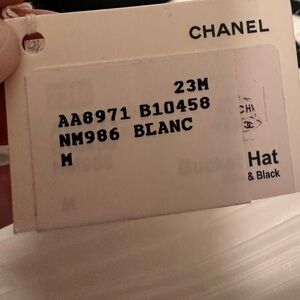 CHANEL
23M
AA8971 B10458
NM986 BLANC
M
Hat
& Black